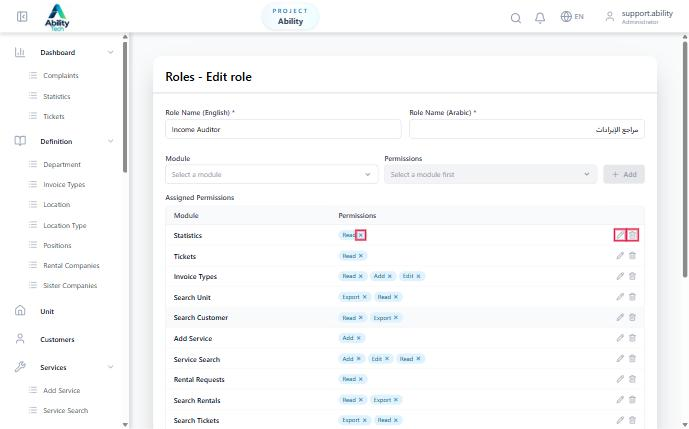 Ability
Tech
PROJECT
Ability
EN
support.ability
Administrator
Dashboard
Complaints
Statistics
Tickets
Definition
Department
Invoice Types
Location
Location Type
Positions
Rental Companies
Sister Companies
Unit
Customers
Services
Add Service
Service Search
Roles - Edit role
Role Name (English) *
Role Name (Arabic) *
Income Auditor
مراجع الإيرادات
Module
Permissions
Select a module
Select a module first
+ Add
Assigned Permissions
Module Permissions
Statistics Read ×
Tickets Read ×
Invoice Types Read × Add × Edit ×
Search Unit Export × Read ×
Search Customer Read × Export ×
Add Service Add ×
Service Search Add × Edit × Read ×
Rental Requests Read ×
Search Rentals Read × Export ×
Search Tickets Export × Read ×